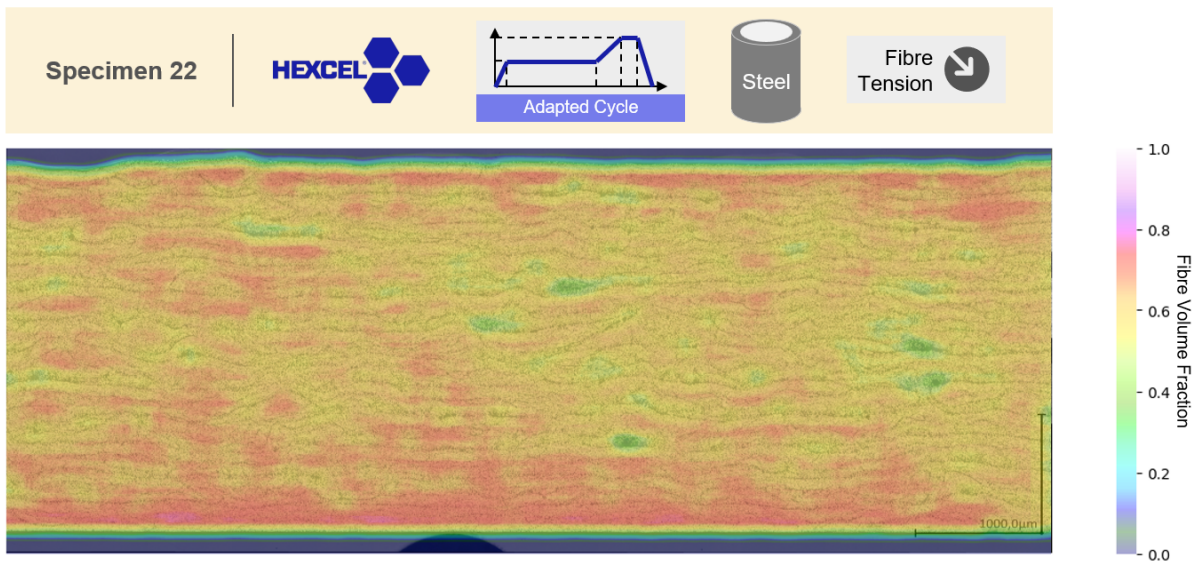 Specimen 22
HEXCEL
Adapted Cycle
Steel
Fibre
Tension
1000,0µm
1.0
0.8
0.6
0.4
0.2
0.0
Fibre Volume Fraction